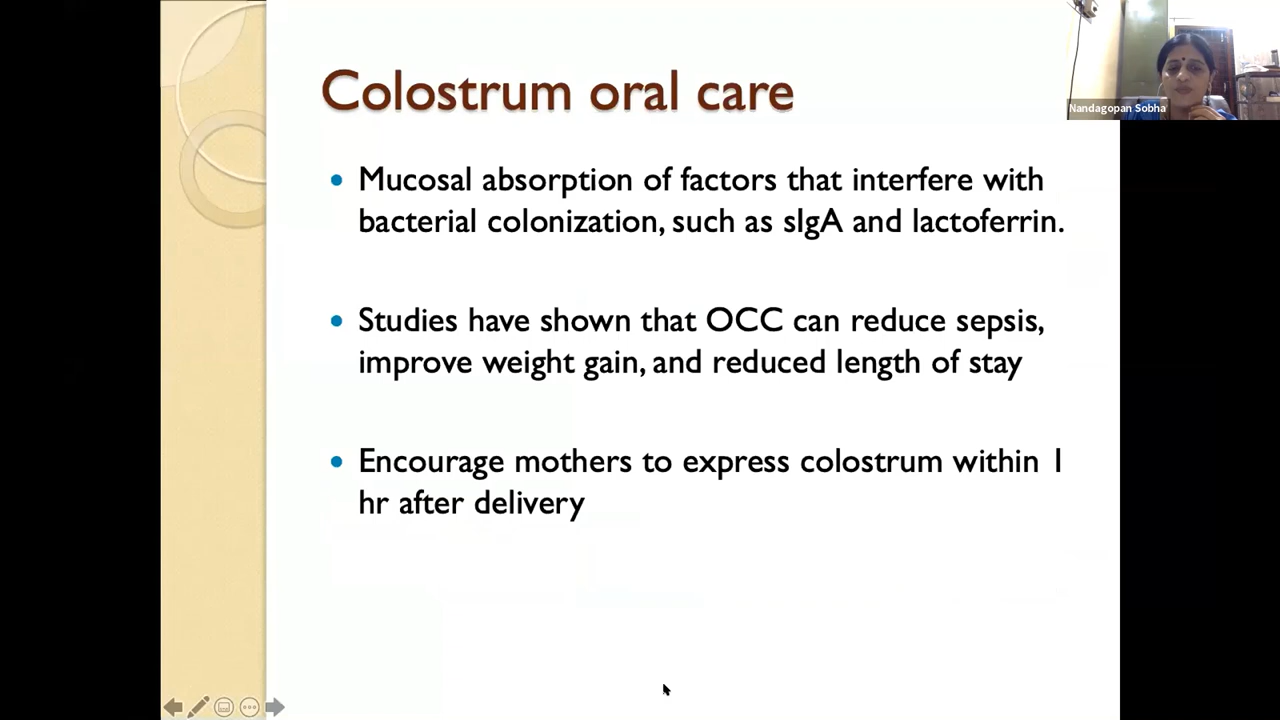 Colostrum oral care
Nandagopan Sobha
• Mucosal absorption of factors that interfere with
bacterial colonization, such as sIgA and lactoferrin.
• Studies have shown that OCC can reduce sepsis,
improve weight gain, and reduced length of stay
• Encourage mothers to express colostrum within 1
hr after delivery